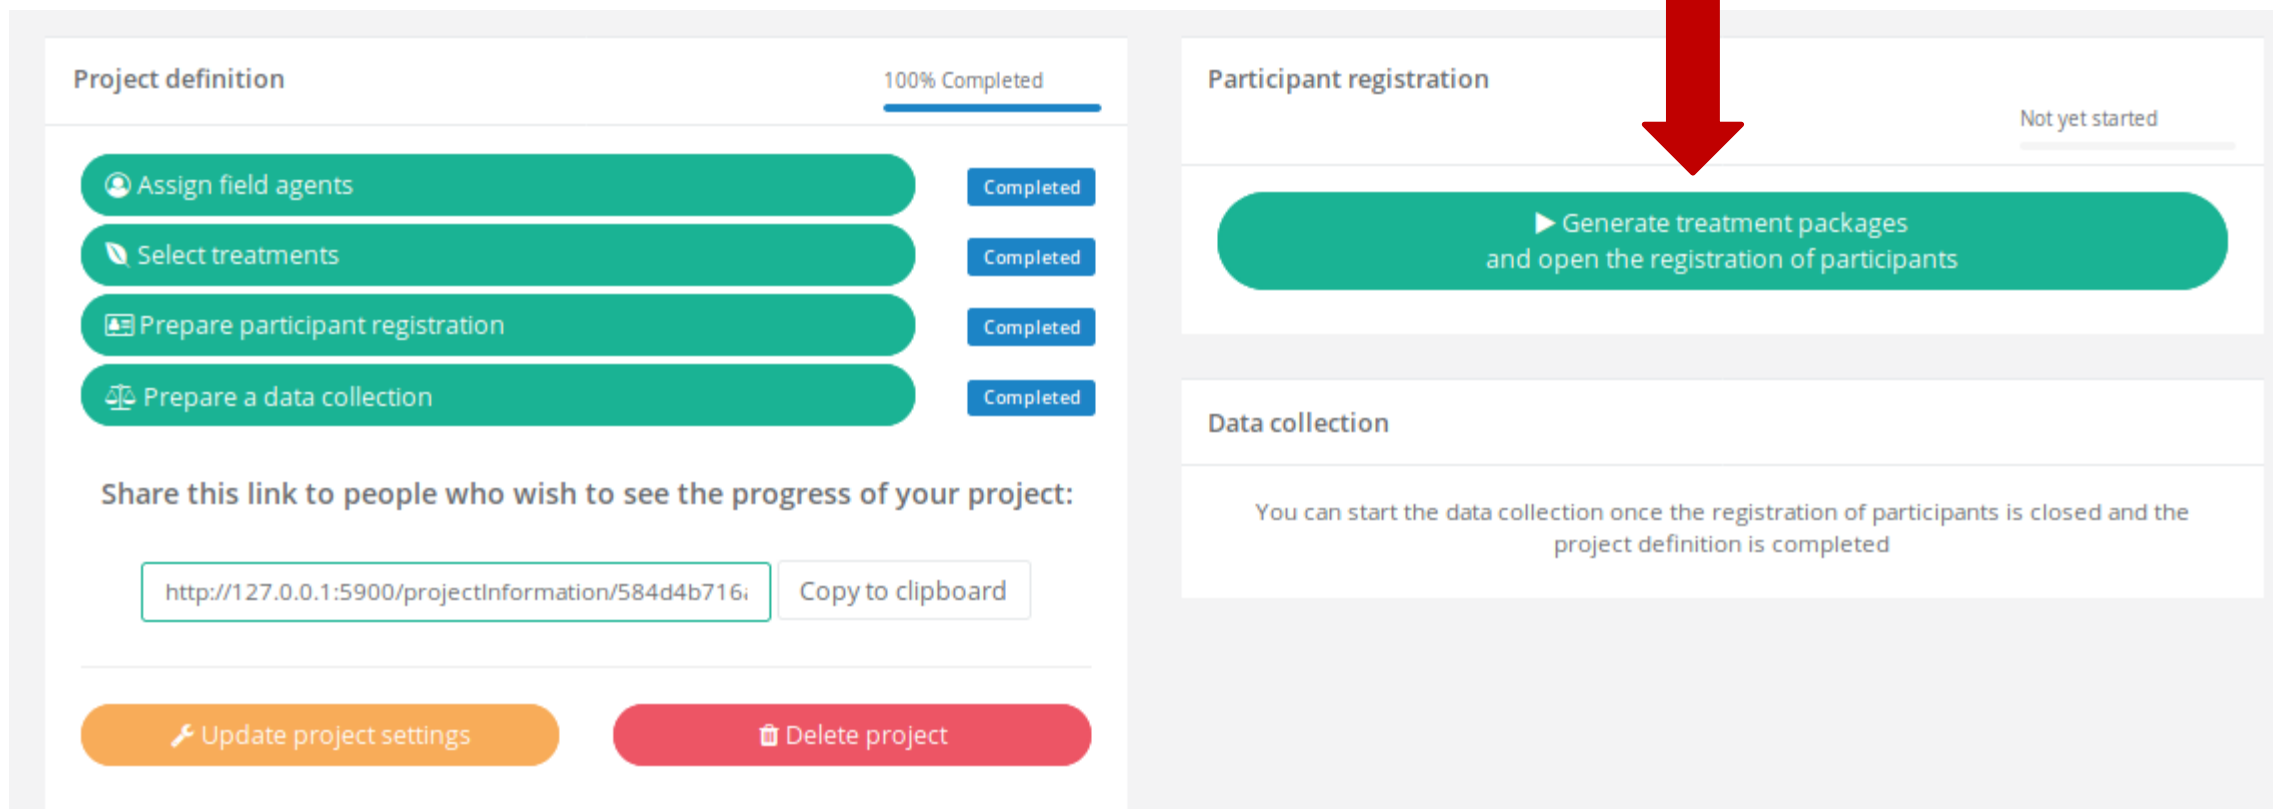 Project definition
100% Completed
Assign field agents
Completed
Select treatments
Completed
Prepare participant registration
Completed
Prepare a data collection
Completed
Share this link to people who wish to see the progress of your project:
http://127.0.0.1:5900/projectInformation/584d4b716
Copy to clipboard
Update project settings
Delete project
Participant registration
Not yet started
Generate treatment packages
and open the registration of participants
Data collection
You can start the data collection once the registration of participants is closed and the
project definition is completed